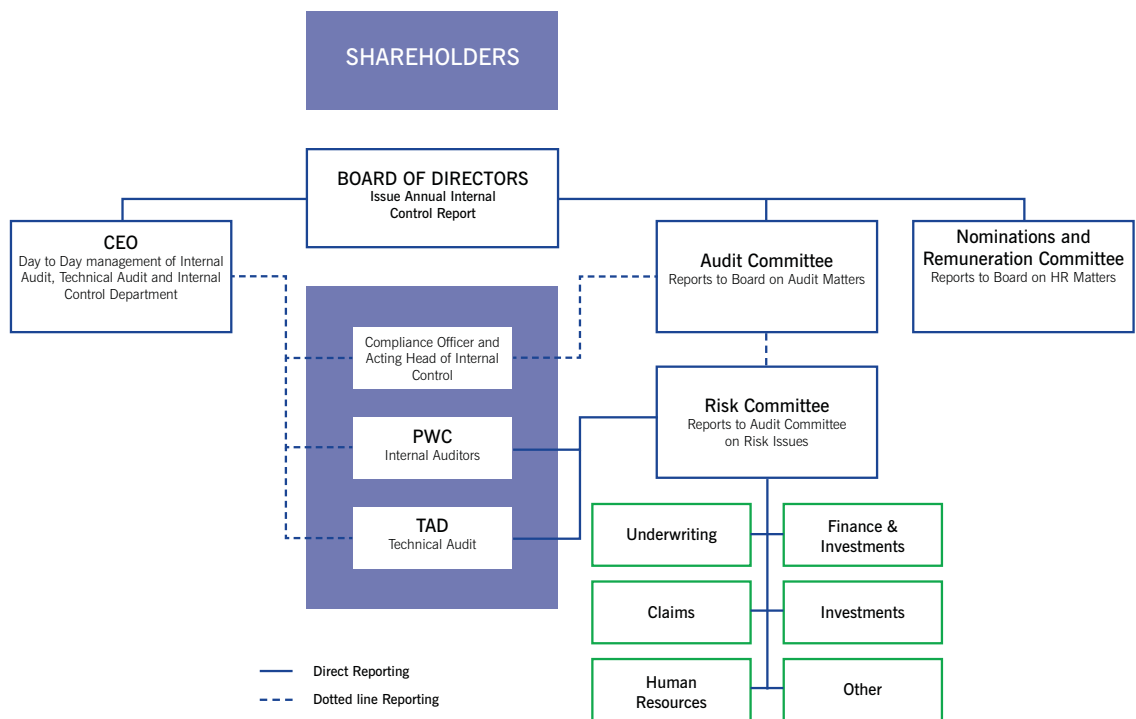 SHAREHOLDERS
BOARD OF DIRECTORS
Issue Annual Internal
Control Report
CEO
Day to Day management of Internal
Audit, Technical Audit and Internal
Control Department
Audit Committee
Reports to Board on Audit Matters
Nominations and
Remuneration Committee
Reports to Board on HR Matters
Compliance Officer and
Acting Head of Internal
Control
Risk Committee
Reports to Audit Committee
on Risk Issues
PWC
Internal Auditors
TAD
Technical Audit
Underwriting
Finance &
Investments
Claims
Investments
Human
Resources
Other
Direct Reporting
Dotted line Reporting